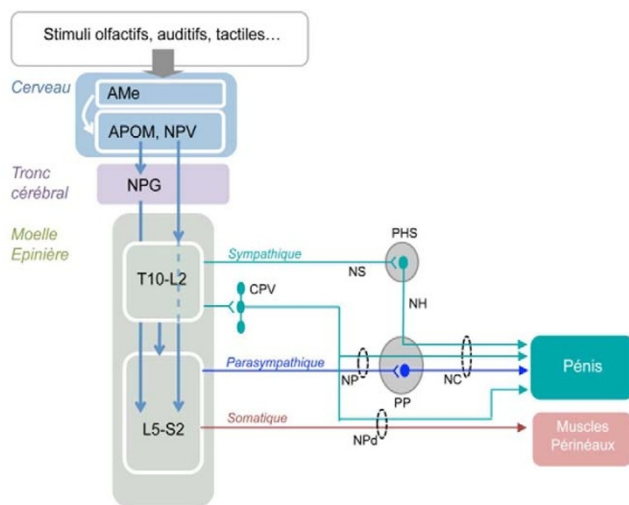 Stimuli olfactifs, auditifs, tactiles…
Cerveau
AMe
APOM, NPV
Tronc
cérébral
NPG
Moelle
Epinière
PHS
Sympathique
NS
T10-L2
CPV
NH
Parasympathique
NP
PP
NC
Pénis
L5-S2
Somatique
NPd
Muscles
Périnéaux